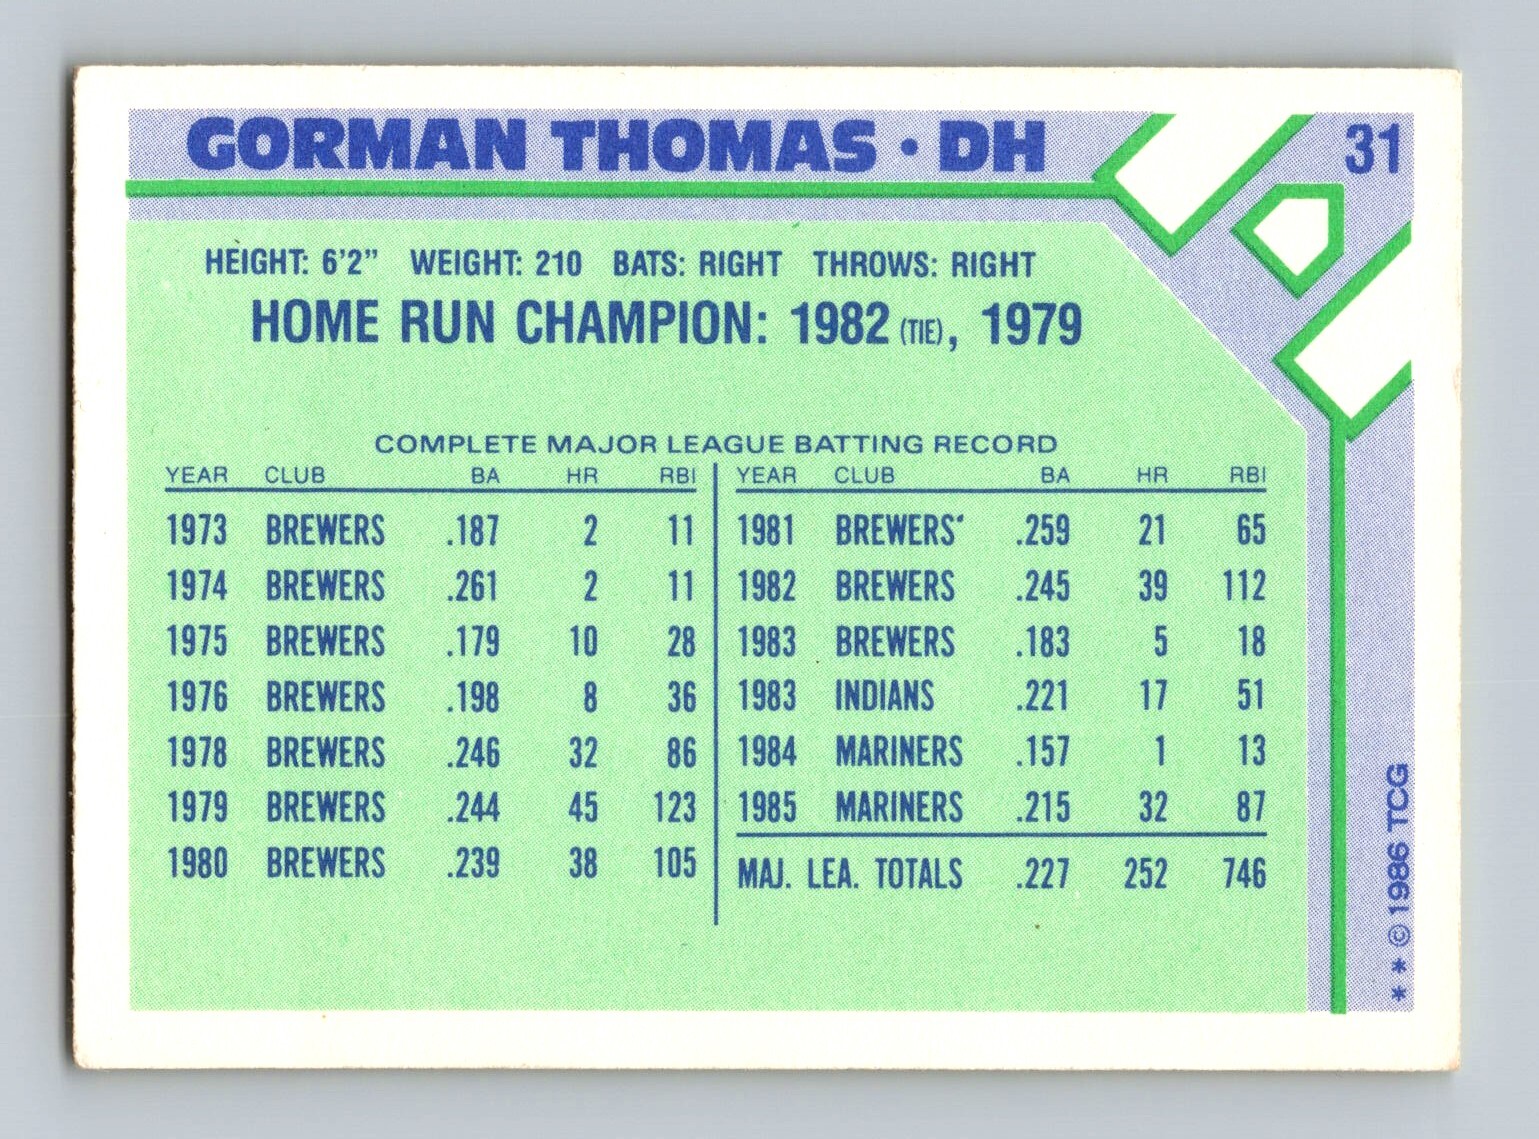 GORMAN THOMAS • DH
31
HEIGHT: 6'2" WEIGHT: 210 BATS: RIGHT THROWS: RIGHT
HOME RUN CHAMPION: 1982 (TIE), 1979
COMPLETE MAJOR LEAGUE BATTING RECORD
YEAR CLUB BA HR RBI
1973 BREWERS .187 2 11
1974 BREWERS .261 2 11
1975 BREWERS .179 10 28
1976 BREWERS .198 8 36
1978 BREWERS .246 32 86
1979 BREWERS .244 45 123
1980 BREWERS .239 38 105
YEAR CLUB BA HR RBI
1981 BREWERS' .259 21 65
1982 BREWERS .245 39 112
1983 BREWERS .183 5 18
1983 INDIANS .221 17 51
1984 MARINERS .157 1 13
1985 MARINERS .215 32 87
MAJ. LEA. TOTALS .227 252 746
* * © 1986 TCG